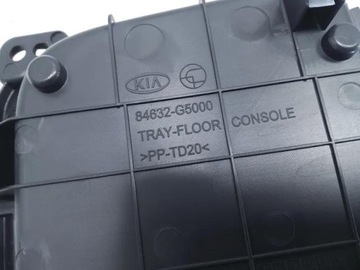 KIA
84632-G5000
TRAY-FLOOR CONSOLE
>PP-TD20<